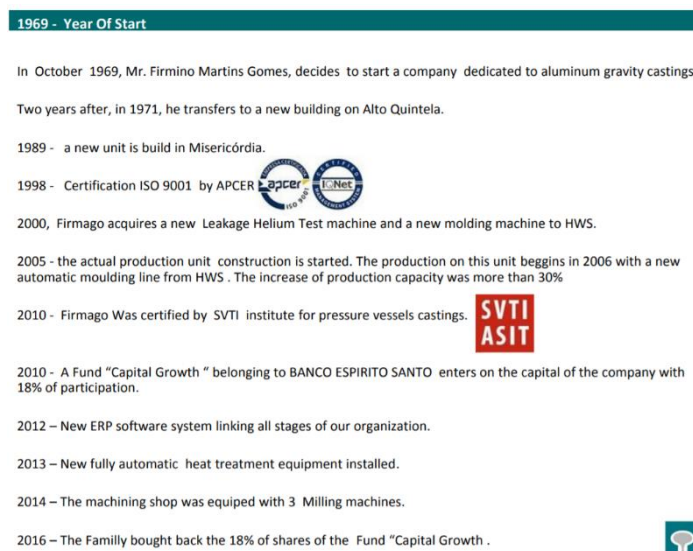 1969 - Year Of Start
In October 1969, Mr. Firmino Martins Gomes, decides to start a company dedicated to aluminum gravity castings
Two years after, in 1971, he transfers to a new building on Alto Quintela.
1989 - a new unit is build in Misericórdia.
1998 - Certification ISO 9001 by APCER
apcer
ISO 9001
CERTIFIED
IQNet
MANAGEMENT SYSTEM
2000, Firmago acquires a new Leakage Helium Test machine and a new molding machine to HWS.
2005 - the actual production unit construction is started. The production on this unit beggins in 2006 with a new
automatic moulding line from HWS . The increase of production capacity was more than 30%
2010 - Firmago Was certified by SVTI institute for pressure vessels castings.
SVTI
ASIT
2010 - A Fund “Capital Growth “ belonging to BANCO ESPIRITO SANTO enters on the capital of the company with
18% of participation.
2012 – New ERP software system linking all stages of our organization.
2013 – New fully automatic heat treatment equipment installed.
2014 – The machining shop was equiped with 3 Milling machines.
2016 – The Familly bought back the 18% of shares of the Fund “Capital Growth .